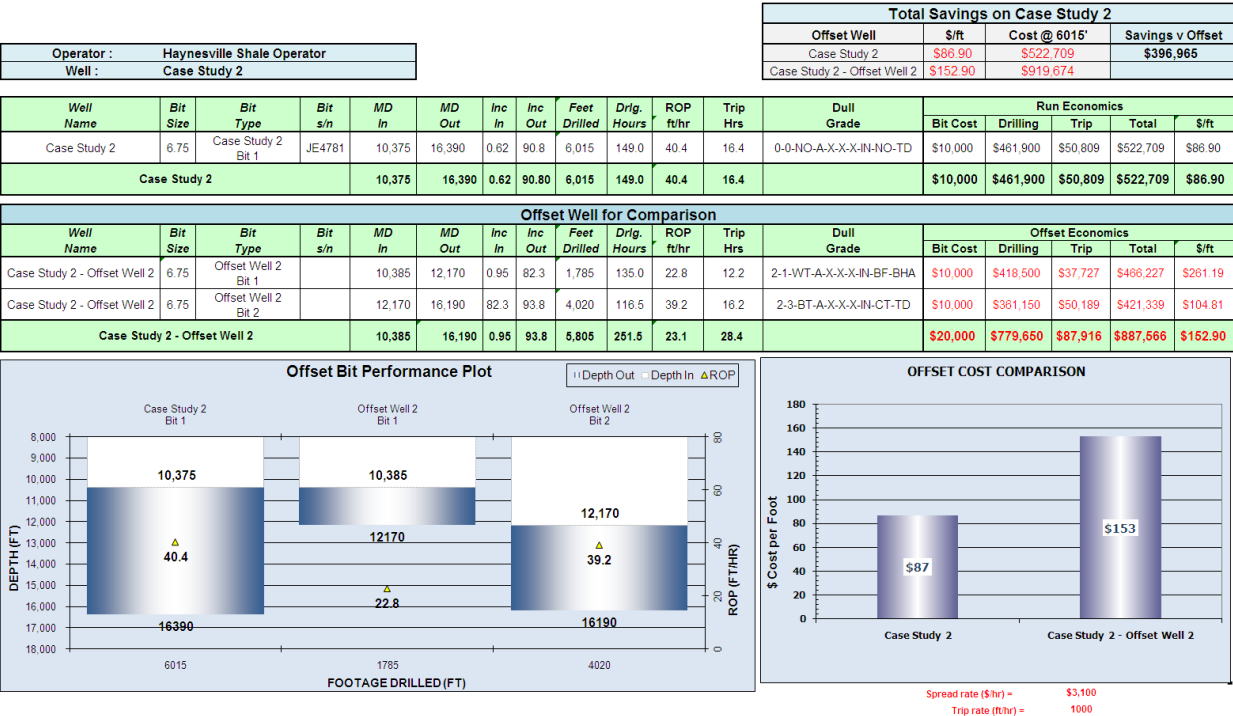 Total Savings on Case Study 2
Offset Well $/ft Cost @ 6015' Savings v Offset
Case Study 2 $86.90 $522,709 $396,965
Case Study 2 - Offset Well 2 $152.90 $919,674
Operator : Haynesville Shale Operator
Well : Case Study 2
Well Bit Bit Bit MD MD Inc Inc Feet Drlg. ROP Trip Dull Run Economics
Name Size Type s/n In Out In Out Drilled Hours ft/hr Hrs Grade Bit Cost Drilling Trip Total $/ft
Case Study 2 6.75 Case Study 2 JE4781 10,375 16,390 0.62 90.8 6,015 149.0 40.4 16.4 0-0-NO-A-X-X-X-IN-NO-TD $10,000 $461,900 $50,809 $522,709 $86.90
Bit 1
Case Study 2 10,375 16,390 0.62 90.80 6,015 149.0 40.4 16.4 $10,000 $461,900 $50,809 $522,709 $86.90
Offset Well for Comparison
Well Bit Bit Bit MD MD Inc Inc Feet Drlg. ROP Trip Dull Offset Economics
Name Size Type s/n In Out In Out Drilled Hours ft/hr Hrs Grade Bit Cost Drilling Trip Total $/ft
Case Study 2 - Offset Well 2 6.75 Offset Well 2 10,385 12,170 0.95 82.3 1,785 135.0 22.8 12.2 2-1-WT-A-X-X-X-IN-BF-BHA $10,000 $418,500 $37,727 $466,227 $261.19
Bit 1
Case Study 2 - Offset Well 2 6.75 Offset Well 2 12,170 16,190 82.3 93.8 4,020 116.5 39.2 16.2 2-3-BT-A-X-X-X-IN-CT-TD $10,000 $361,150 $50,189 $421,339 $104.81
Bit 2
Case Study 2 - Offset Well 2 10,385 16,190 0.95 93.8 5,805 251.5 23.1 28.4 $20,000 $779,650 $87,916 $887,566 $152.90
Offset Bit Performance Plot
Depth Out Depth In ROP
Case Study 2 Offset Well 2 Offset Well 2
Bit 1 Bit 1 Bit 2
8,000
9,000
10,000
11,000
12,000
13,000
14,000
15,000
16,000
17,000
18,000
DEPTH (FT)
10,375 10,385
12,170
12170
40.4 39.2
22.8
16390 16190
80
60
40
20
0
ROP (FT/HR)
6015 1785 4020
FOOTAGE DRILLED (FT)
OFFSET COST COMPARISON
180
160
140
120
100
80
60
40
20
0
$ Cost per Foot
$153
$87
Case Study 2 Case Study 2 - Offset Well 2
Spread rate ($/hr) = $3,100
Trip rate (ft/hr) = 1000